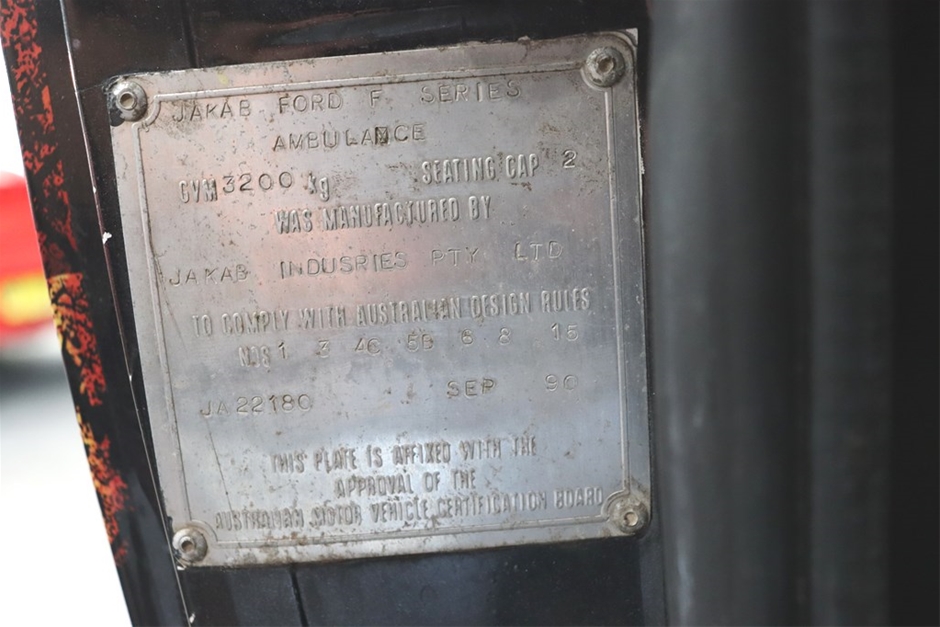 JAKAB FORD F SERIES
AMBULANCE
GVM 3200 kg SEATING CAP 2
WAS MANUFACTURED BY
JAKAB INDUSRIES PTY LTD
TO COMPLY WITH AUSTRALIAN DESIGN RULES
NOS 1 3 4C 5B 6 8 15
JA22180 SEP 90
THIS PLATE IS AFFIXED WITH THE
APPROVAL OF THE
AUSTRALIAN MOTOR VEHICLE CERTIFICATION BOARD